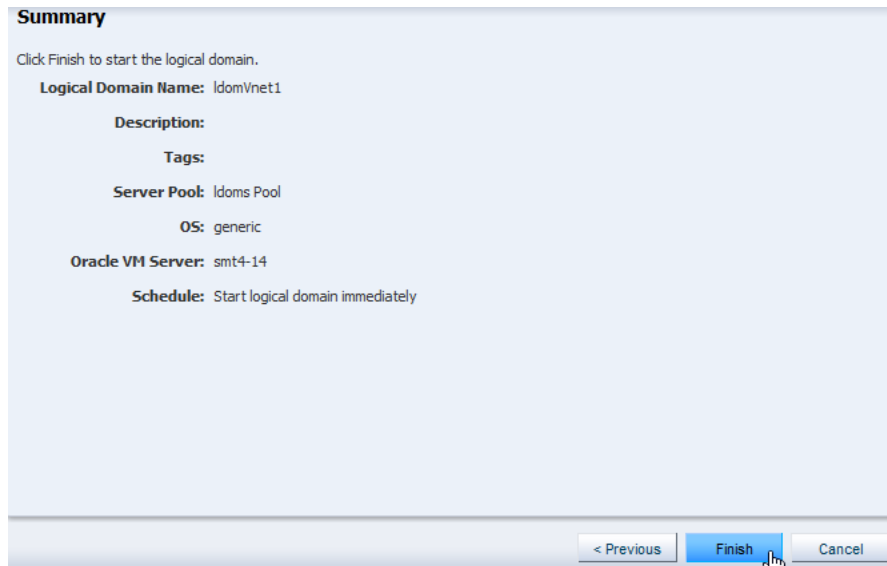 Summary
Click Finish to start the logical domain.
Logical Domain Name: ldomVnet1
Description:
Tags:
Server Pool: ldoms Pool
OS: generic
Oracle VM Server: smt4-14
Schedule: Start logical domain immediately
< Previous Finish Cancel